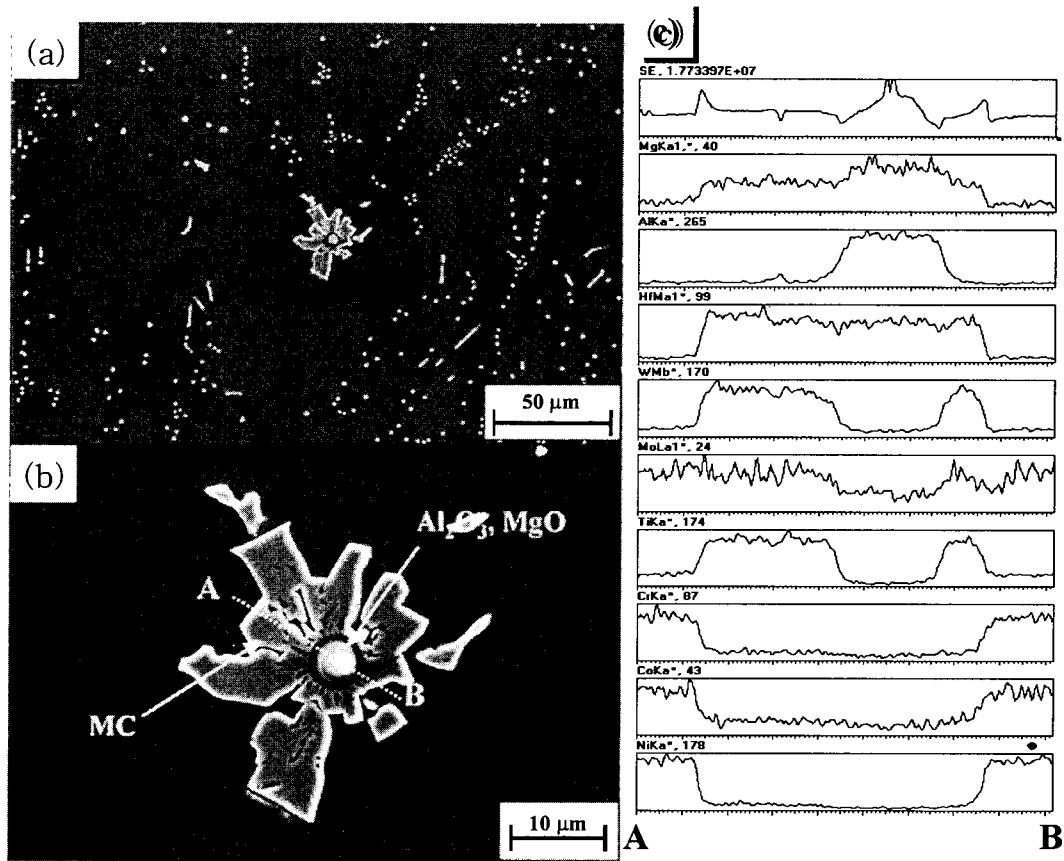 (a)
50 µm
(b)
Al2O3, MgO
A
B
MC
10 µm
(c)
SE, 1.773397E+07
MgKa1,*, 40
AlKa*, 265
HfMa1*, 99
WMb*, 170
MoLa1*, 24
TiKa*, 174
CrKa*, 87
CoKa*, 43
NiKa*, 178
A
B